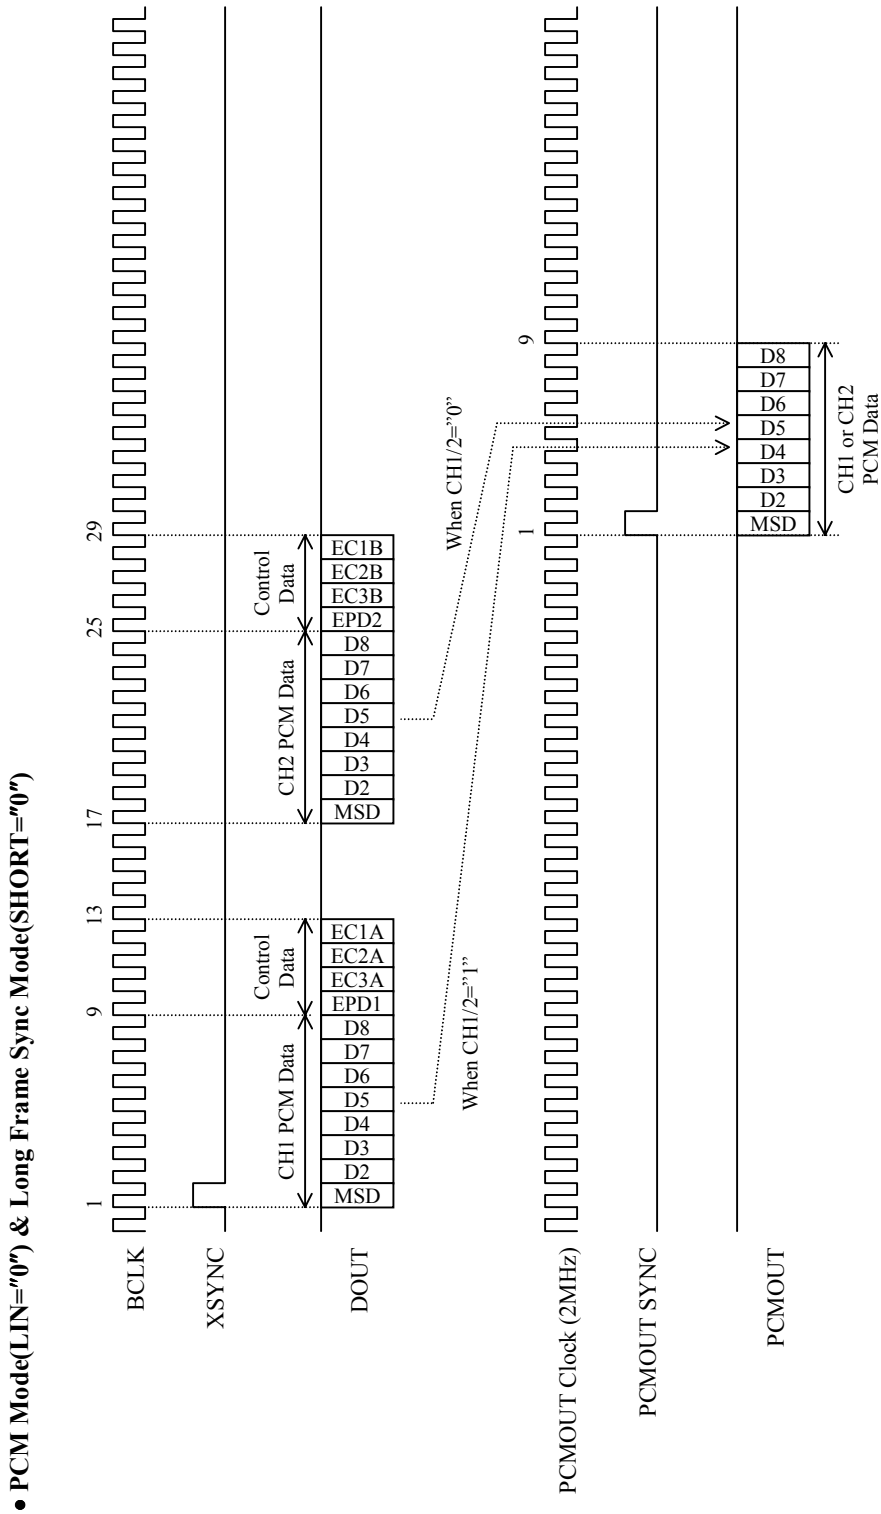 • PCM Mode(LIN="0") & Long Frame Sync Mode(SHORT="0")
1
9
13
17
25
29
BCLK
XSYNC
CH1 PCM Data
Control
Data
CH2 PCM Data
Control
Data
DOUT
MSD
D2
D3
D4
D5
D6
D7
D8
EPD1
EC3A
EC2A
EC1A
MSD
D2
D3
D4
D5
D6
D7
D8
EPD2
EC3B
EC2B
EC1B
When CH1/2="1"
When CH1/2="0"
1
9
PCMOUT Clock (2MHz)
PCMOUT SYNC
PCMOUT
MSD
D2
D3
D4
D5
D6
D7
D8
CH1 or CH2
PCM Data